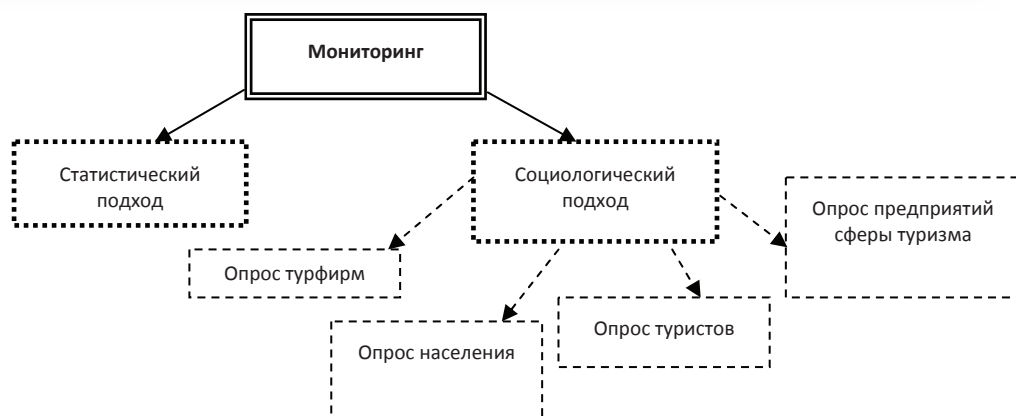 Мониторинг
Статистический
подход
Социологический
подход
Опрос предприятий
сферы туризма
Опрос турфирм
Опрос туристов
Опрос населения